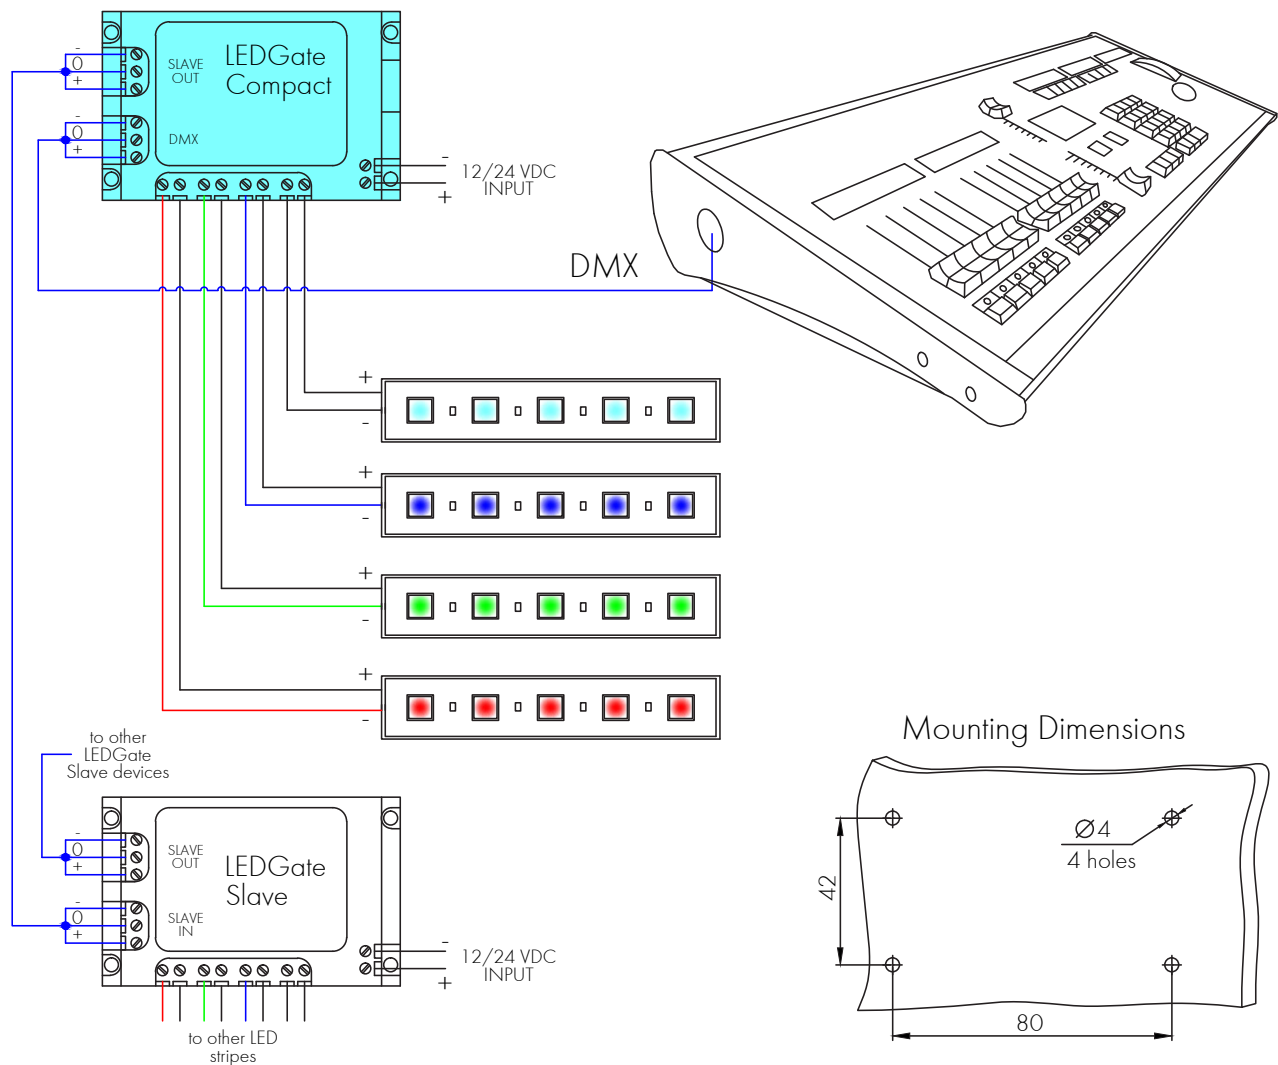 LEDGate
Compact
-
0
+
SLAVE
OUT
-
0
+
DMX
-
12/24 VDC
INPUT
+
DMX
+
-
+
-
+
-
+
-
to other
LEDGate
Slave devices
-
0
+
SLAVE
OUT
LEDGate
Slave
-
0
+
SLAVE
IN
-
12/24 VDC
INPUT
+
to other LED
stripes
Mounting Dimensions
Ø4
4 holes
42
80